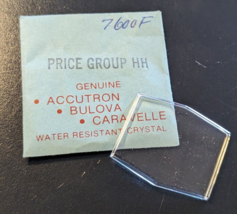 7600F
PRICE GROUP HH
GENUINE
• ACCUTRON
• BULOVA
• CARAVELLE
WATER RESISTANT CRYSTAL